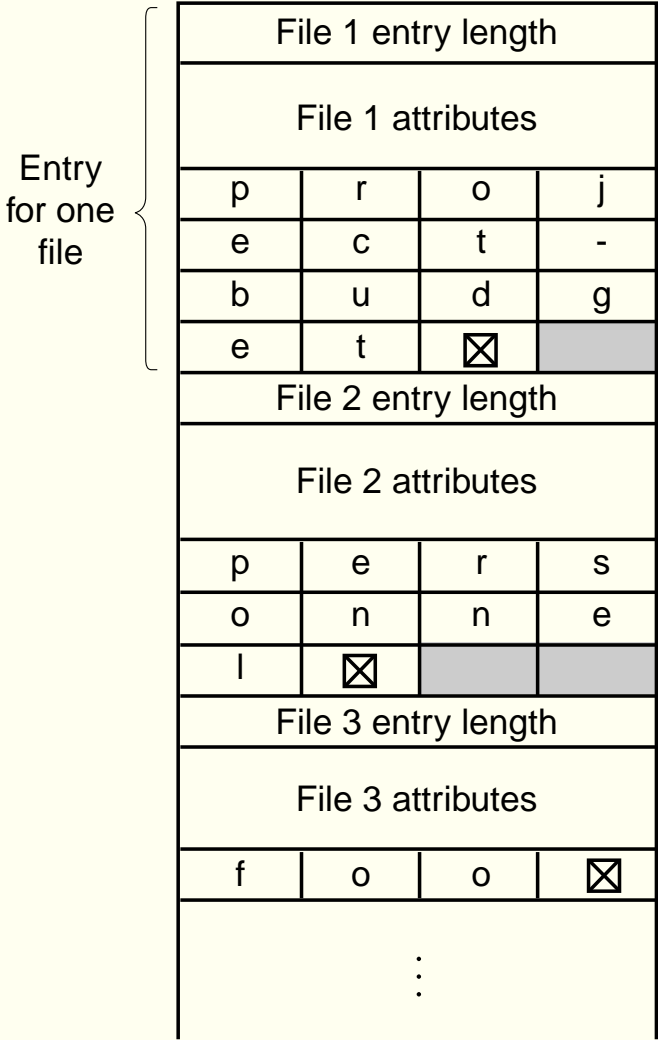 File 1 entry length
File 1 attributes
Entry
for one
file
p r o j
e c t -
b u d g
e t ☒
File 2 entry length
File 2 attributes
p e r s
o n n e
l ☒
File 3 entry length
File 3 attributes
f o o ☒
⋮